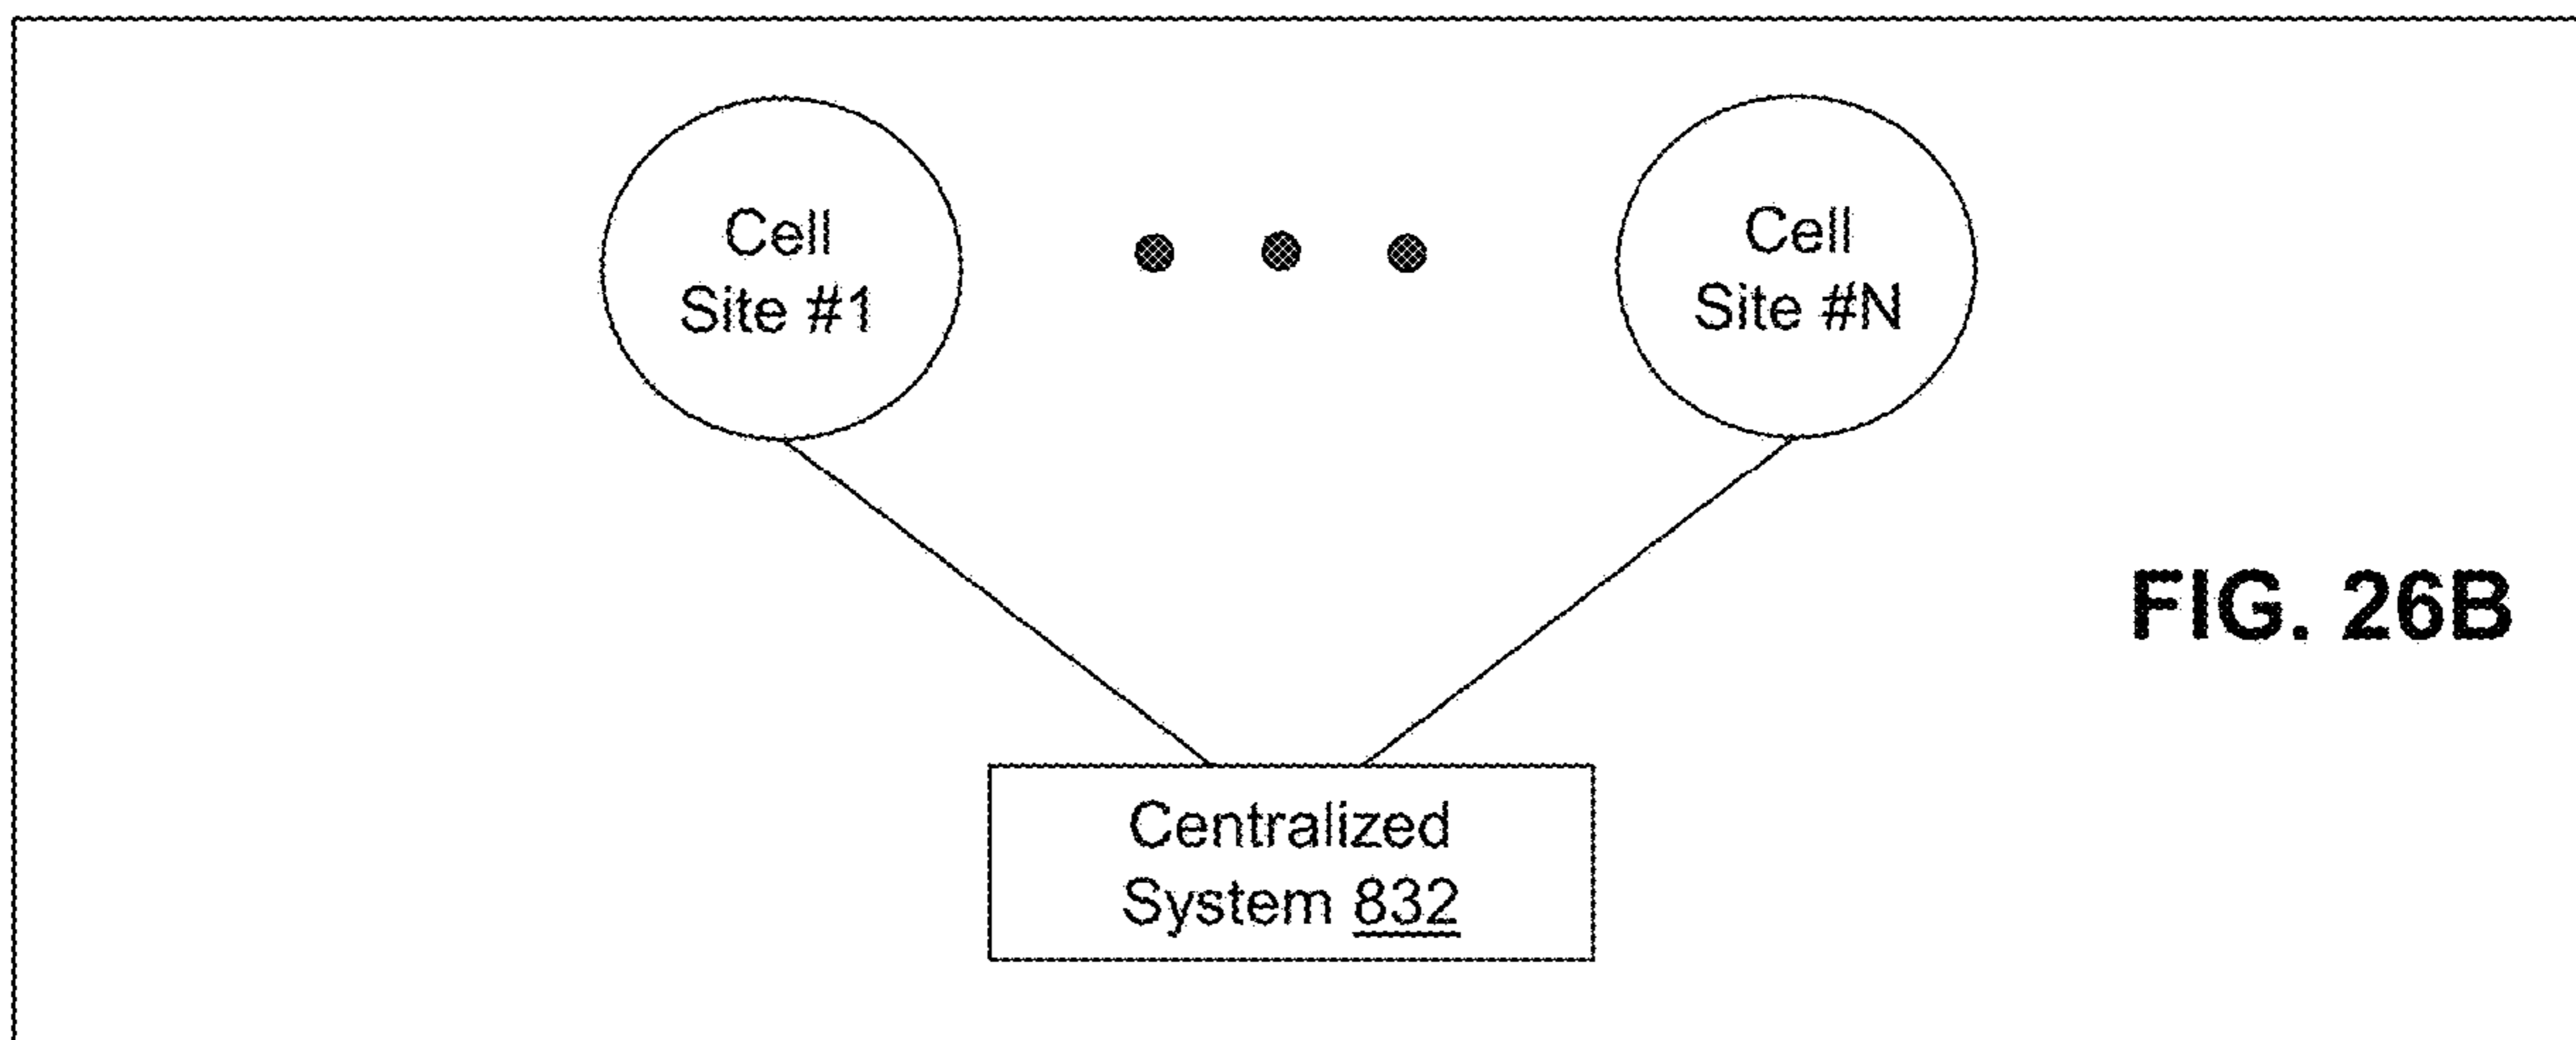 Cell
Site #1
Cell
Site #N
FIG. 26B
Centralized
System 832